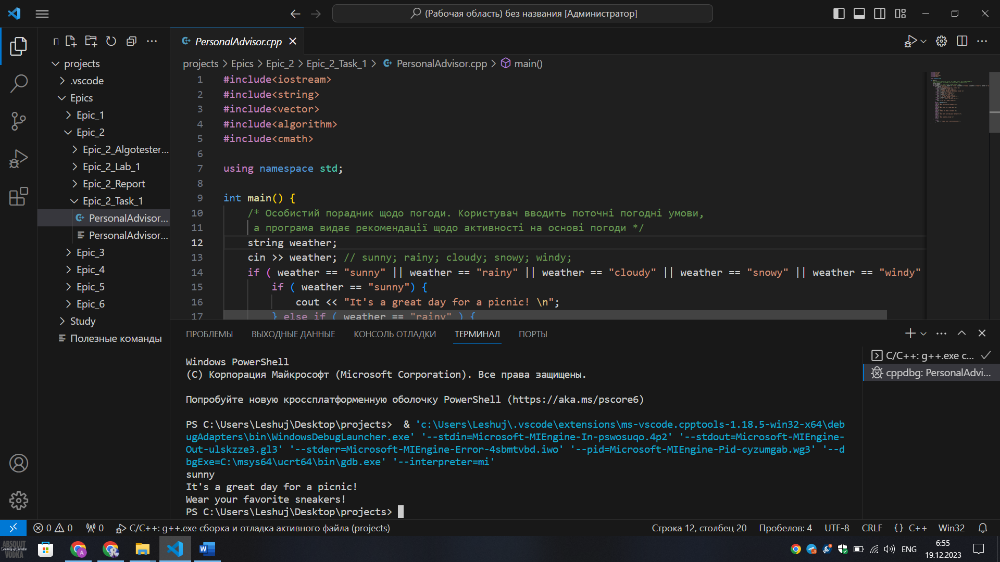 (Рабочая область) без названия [Администратор]
П
projects
.vscode
Epics
Epic_1
Epic_2
Epic_2_Algotester...
Epic_2_Lab_1
Epic_2_Report
Epic_2_Task_1
PersonalAdvisor...
PersonalAdvisor...
Epic_3
Epic_4
Epic_5
Epic_6
Study
Полезные команды
PersonalAdvisor.cpp
projects > Epics > Epic_2 > Epic_2_Task_1 > PersonalAdvisor.cpp > main()
1 #include<iostream>
2 #include<string>
3 #include<vector>
4 #include<algorithm>
5 #include<cmath>
6
7 using namespace std;
8
9 int main() {
10 /* Особистий порадник щодо погоди. Користувач вводить поточні погодні умови,
11 а програма видає рекомендації щодо активності на основі погоди */
12 string weather;
13 cin >> weather; // sunny; rainy; cloudy; snowy; windy;
14 if ( weather == "sunny" || weather == "rainy" || weather == "cloudy" || weather == "snowy" || weather == "windy"
15 if ( weather == "sunny") {
16 cout << "It's a great day for a picnic! \n";
17 } else if ( weather == "rainy" ) {
ПРОБЛЕМЫ ВЫХОДНЫЕ ДАННЫЕ КОНСОЛЬ ОТЛАДКИ ТЕРМИНАЛ ПОРТЫ
Windows PowerShell
(C) Корпорация Майкрософт (Microsoft Corporation). Все права защищены.
Попробуйте новую кроссплатформенную оболочку PowerShell (https://aka.ms/pscore6)
PS C:\Users\Leshuj\Desktop\projects>  & 'c:\Users\Leshuj\.vscode\extensions\ms-vscode.cpptools-1.18.5-win32-x64\deb
ugAdapters\bin\WindowsDebugLauncher.exe' '--stdin=Microsoft-MIEngine-In-pswosuqo.4p2' '--stdout=Microsoft-MIEngine-
Out-ulskzze3.gl3' '--stderr=Microsoft-MIEngine-Error-4sbmtvbd.iwo' '--pid=Microsoft-MIEngine-Pid-cyzumgab.wg3' '--d
bgExe=C:\msys64\ucrt64\bin\gdb.exe' '--interpreter=mi'
sunny
It's a great day for a picnic!
Wear your favorite sneakers!
PS C:\Users\Leshuj\Desktop\projects>
C/C++: g++.exe c...
cppdbg: PersonalAdvi...
0 0 0 C/C++: g++.exe сборка и отладка активного файла (projects)
Строка 12, столбец 20 Пробелов: 4 UTF-8 CRLF {} C++ Win32
ABSOLUT
Country of Sweden
VODKA
ENG
6:55
19.12.2023